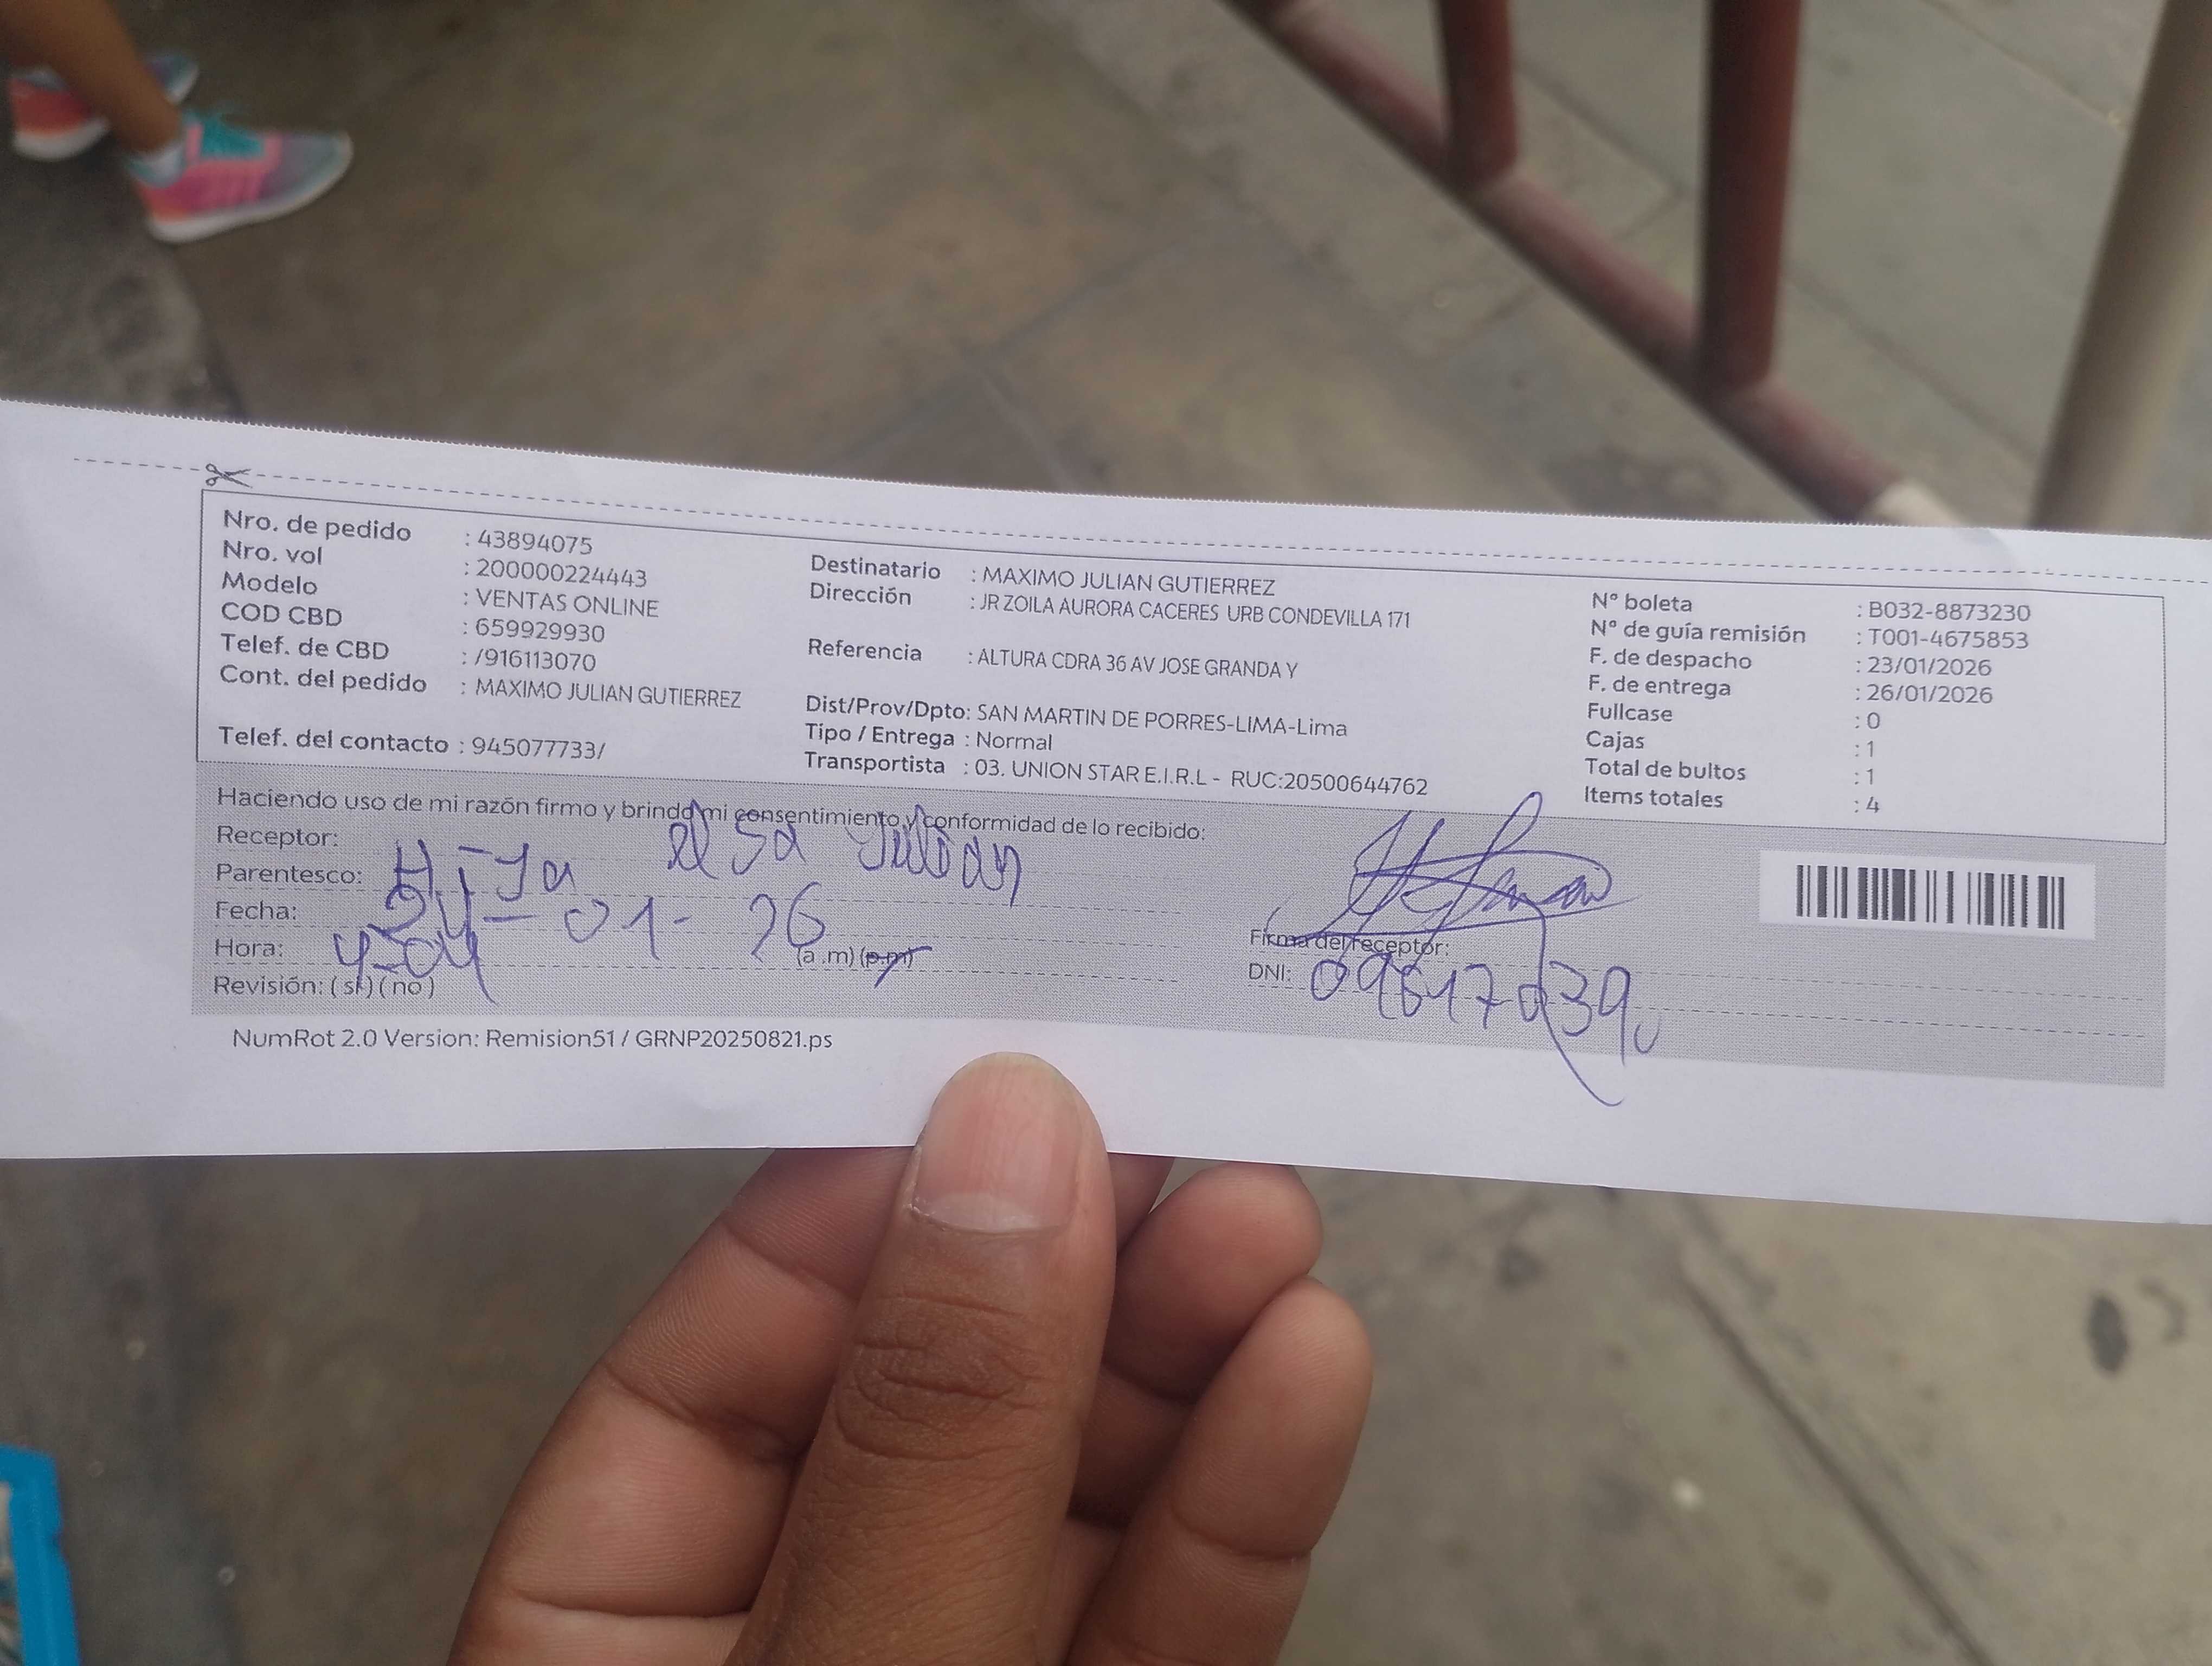 Nro. de pedido : 43894075
Nro. vol : 200000224443
Modelo : VENTAS ONLINE
COD CBD : 659929930
Telef. de CBD : /916113070
Cont. del pedido : MAXIMO JULIAN GUTIERREZ
Telef. del contacto : 945077733/
Destinatario : MAXIMO JULIAN GUTIERREZ
Dirección : JR ZOILA AURORA CACERES URB CONDEVILLA 171
Referencia : ALTURA CDRA 36 AV JOSE GRANDA Y
Dist/Prov/Dpto: SAN MARTIN DE PORRES-LIMA-Lima
Tipo / Entrega : Normal
Transportista : 03. UNION STAR E.I.R.L - RUC:20500644762
N° boleta : B032-8873230
N° de guía remisión : T001-4675853
F. de despacho : 23/01/2026
F. de entrega : 26/01/2026
Fullcase : 0
Cajas : 1
Total de bultos : 1
Items totales : 4
Haciendo uso de mi razón firmo y brindo mi consentimiento y conformidad de lo recibido:
Receptor: elsa Julian
Parentesco: Hija
Fecha: 24-01-26
Hora: (a .m) (p.m)
Revisión: ( si ) ( no )
Firma del receptor:
DNI:
NumRot 2.0 Version: Remision51 / GRNP20250821.ps